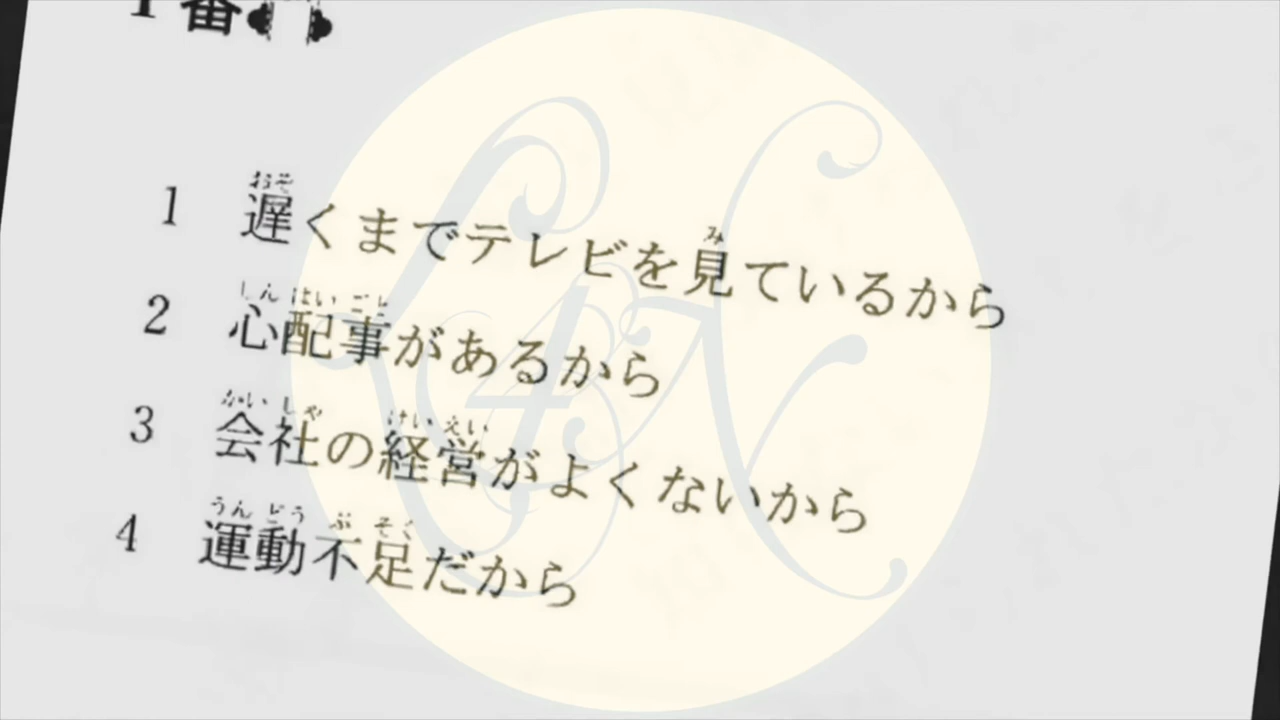 1番
1 遅くまでテレビを見ているから
2 心配事があるから
3 会社の経営がよくないから
4 運動不足だから